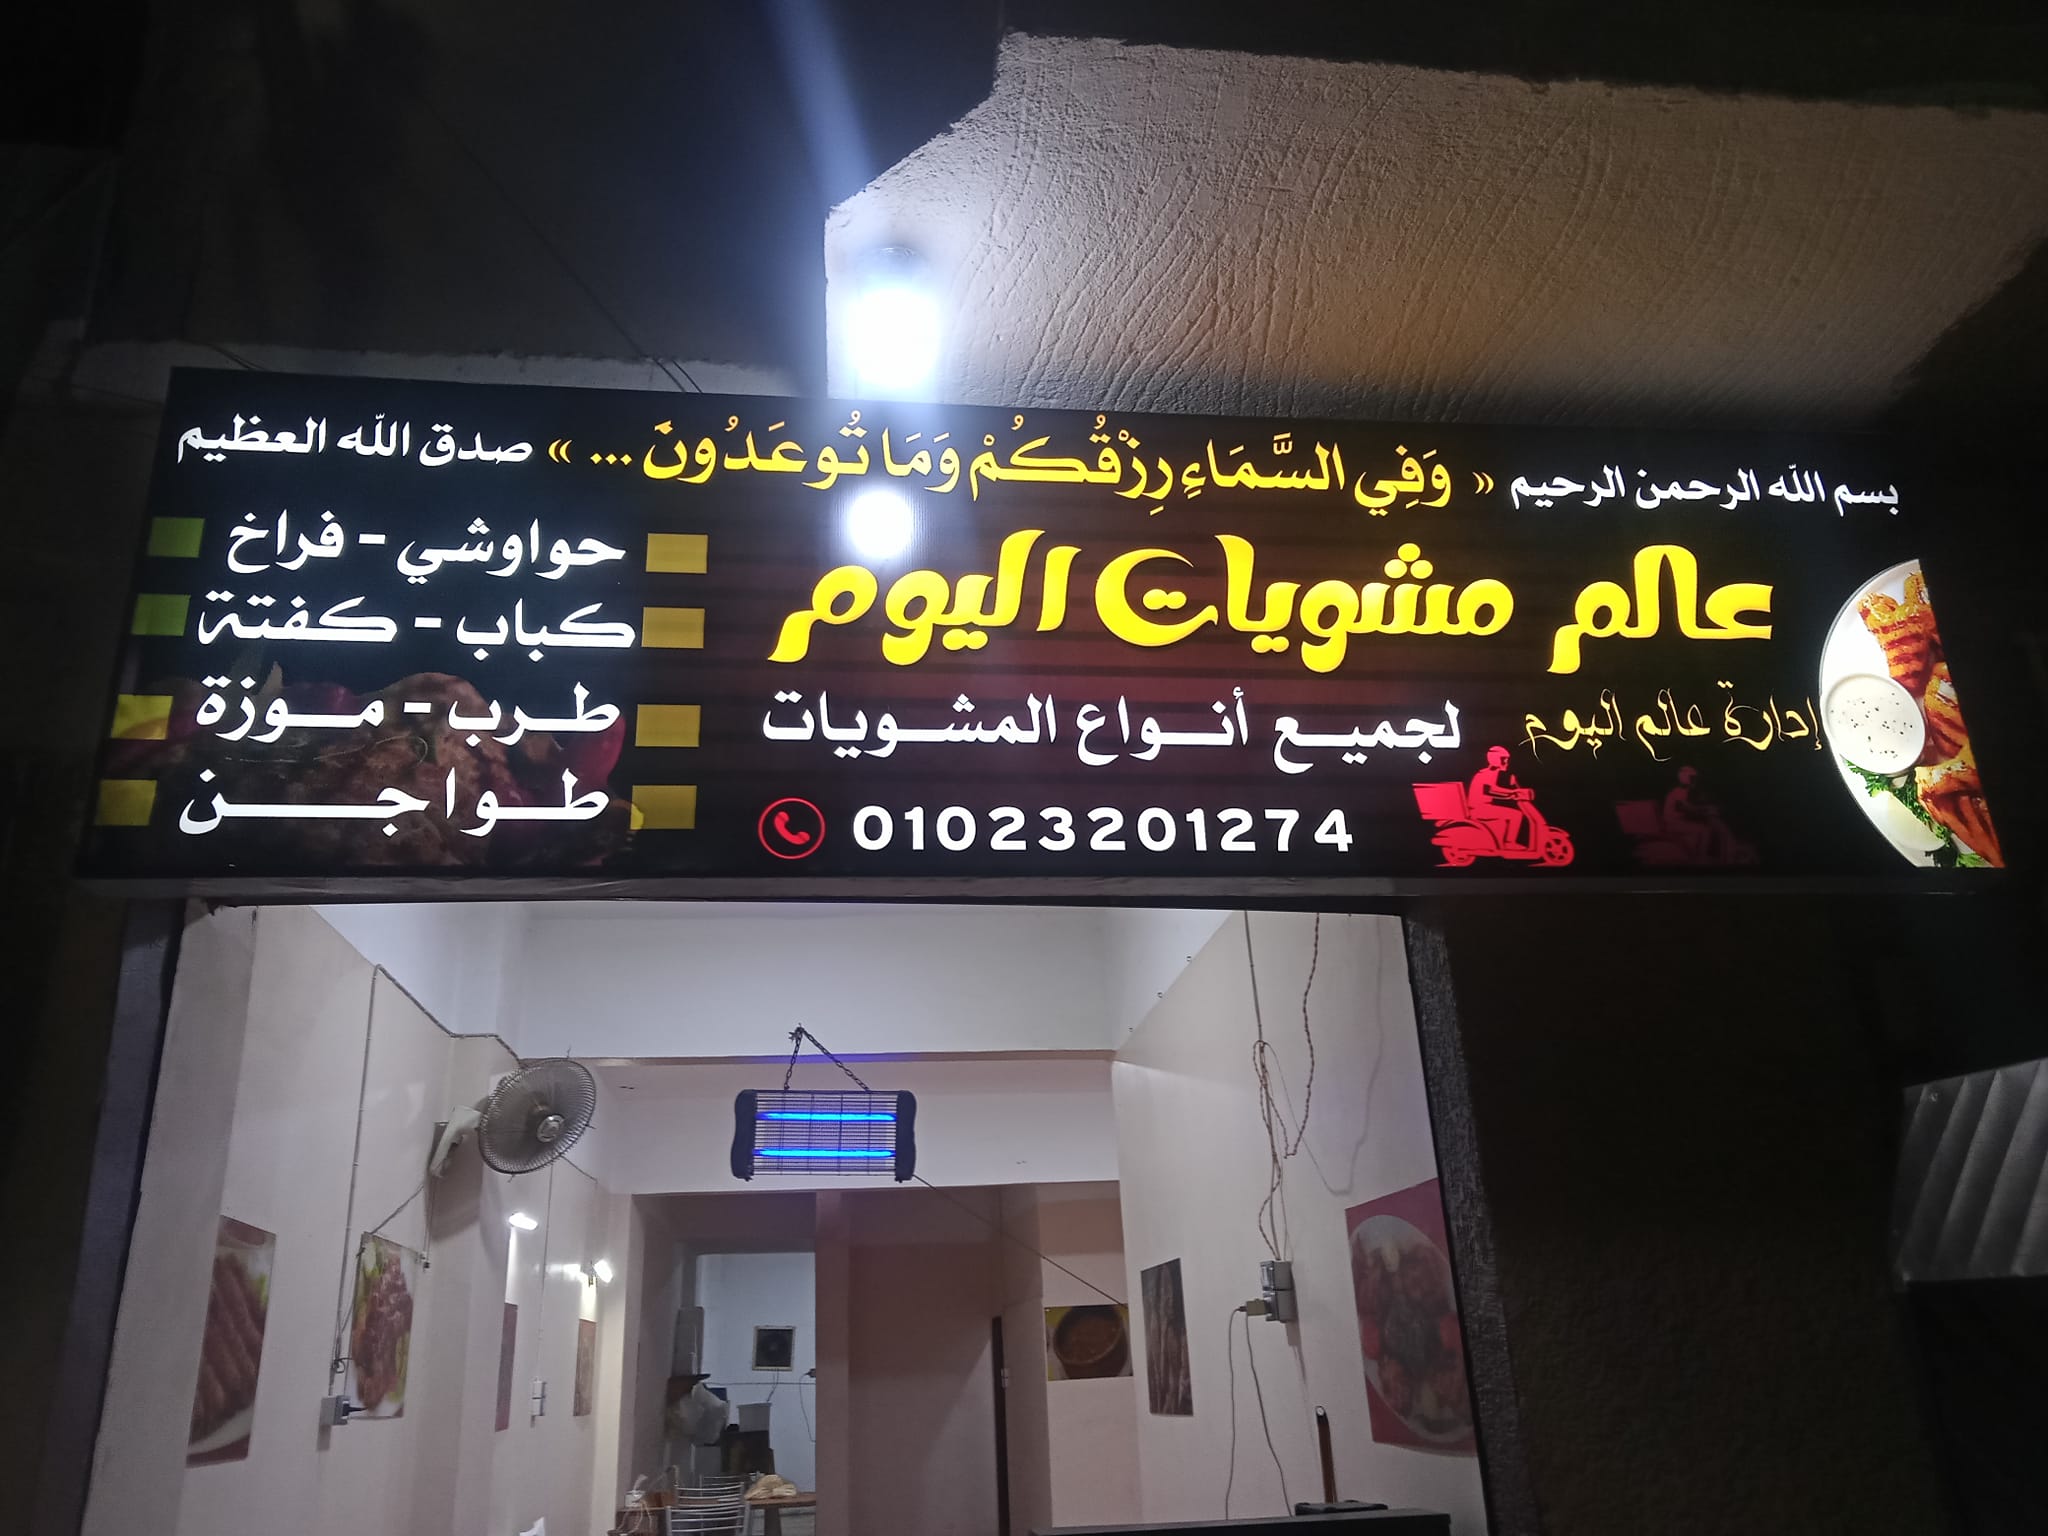 بسم الله الرحمن الرحيم « وَفِي السَّمَاءِ رِزْقُكُمْ وَمَا تُوعَدُونَ ... » صدق الله العظيم
عالم مشويات اليوم
إدارة عالم اليوم
لجميع أنواع المشويات
01023201274
حواوشي - فراخ
كباب - كفتة
طرب - موزة
طواجن